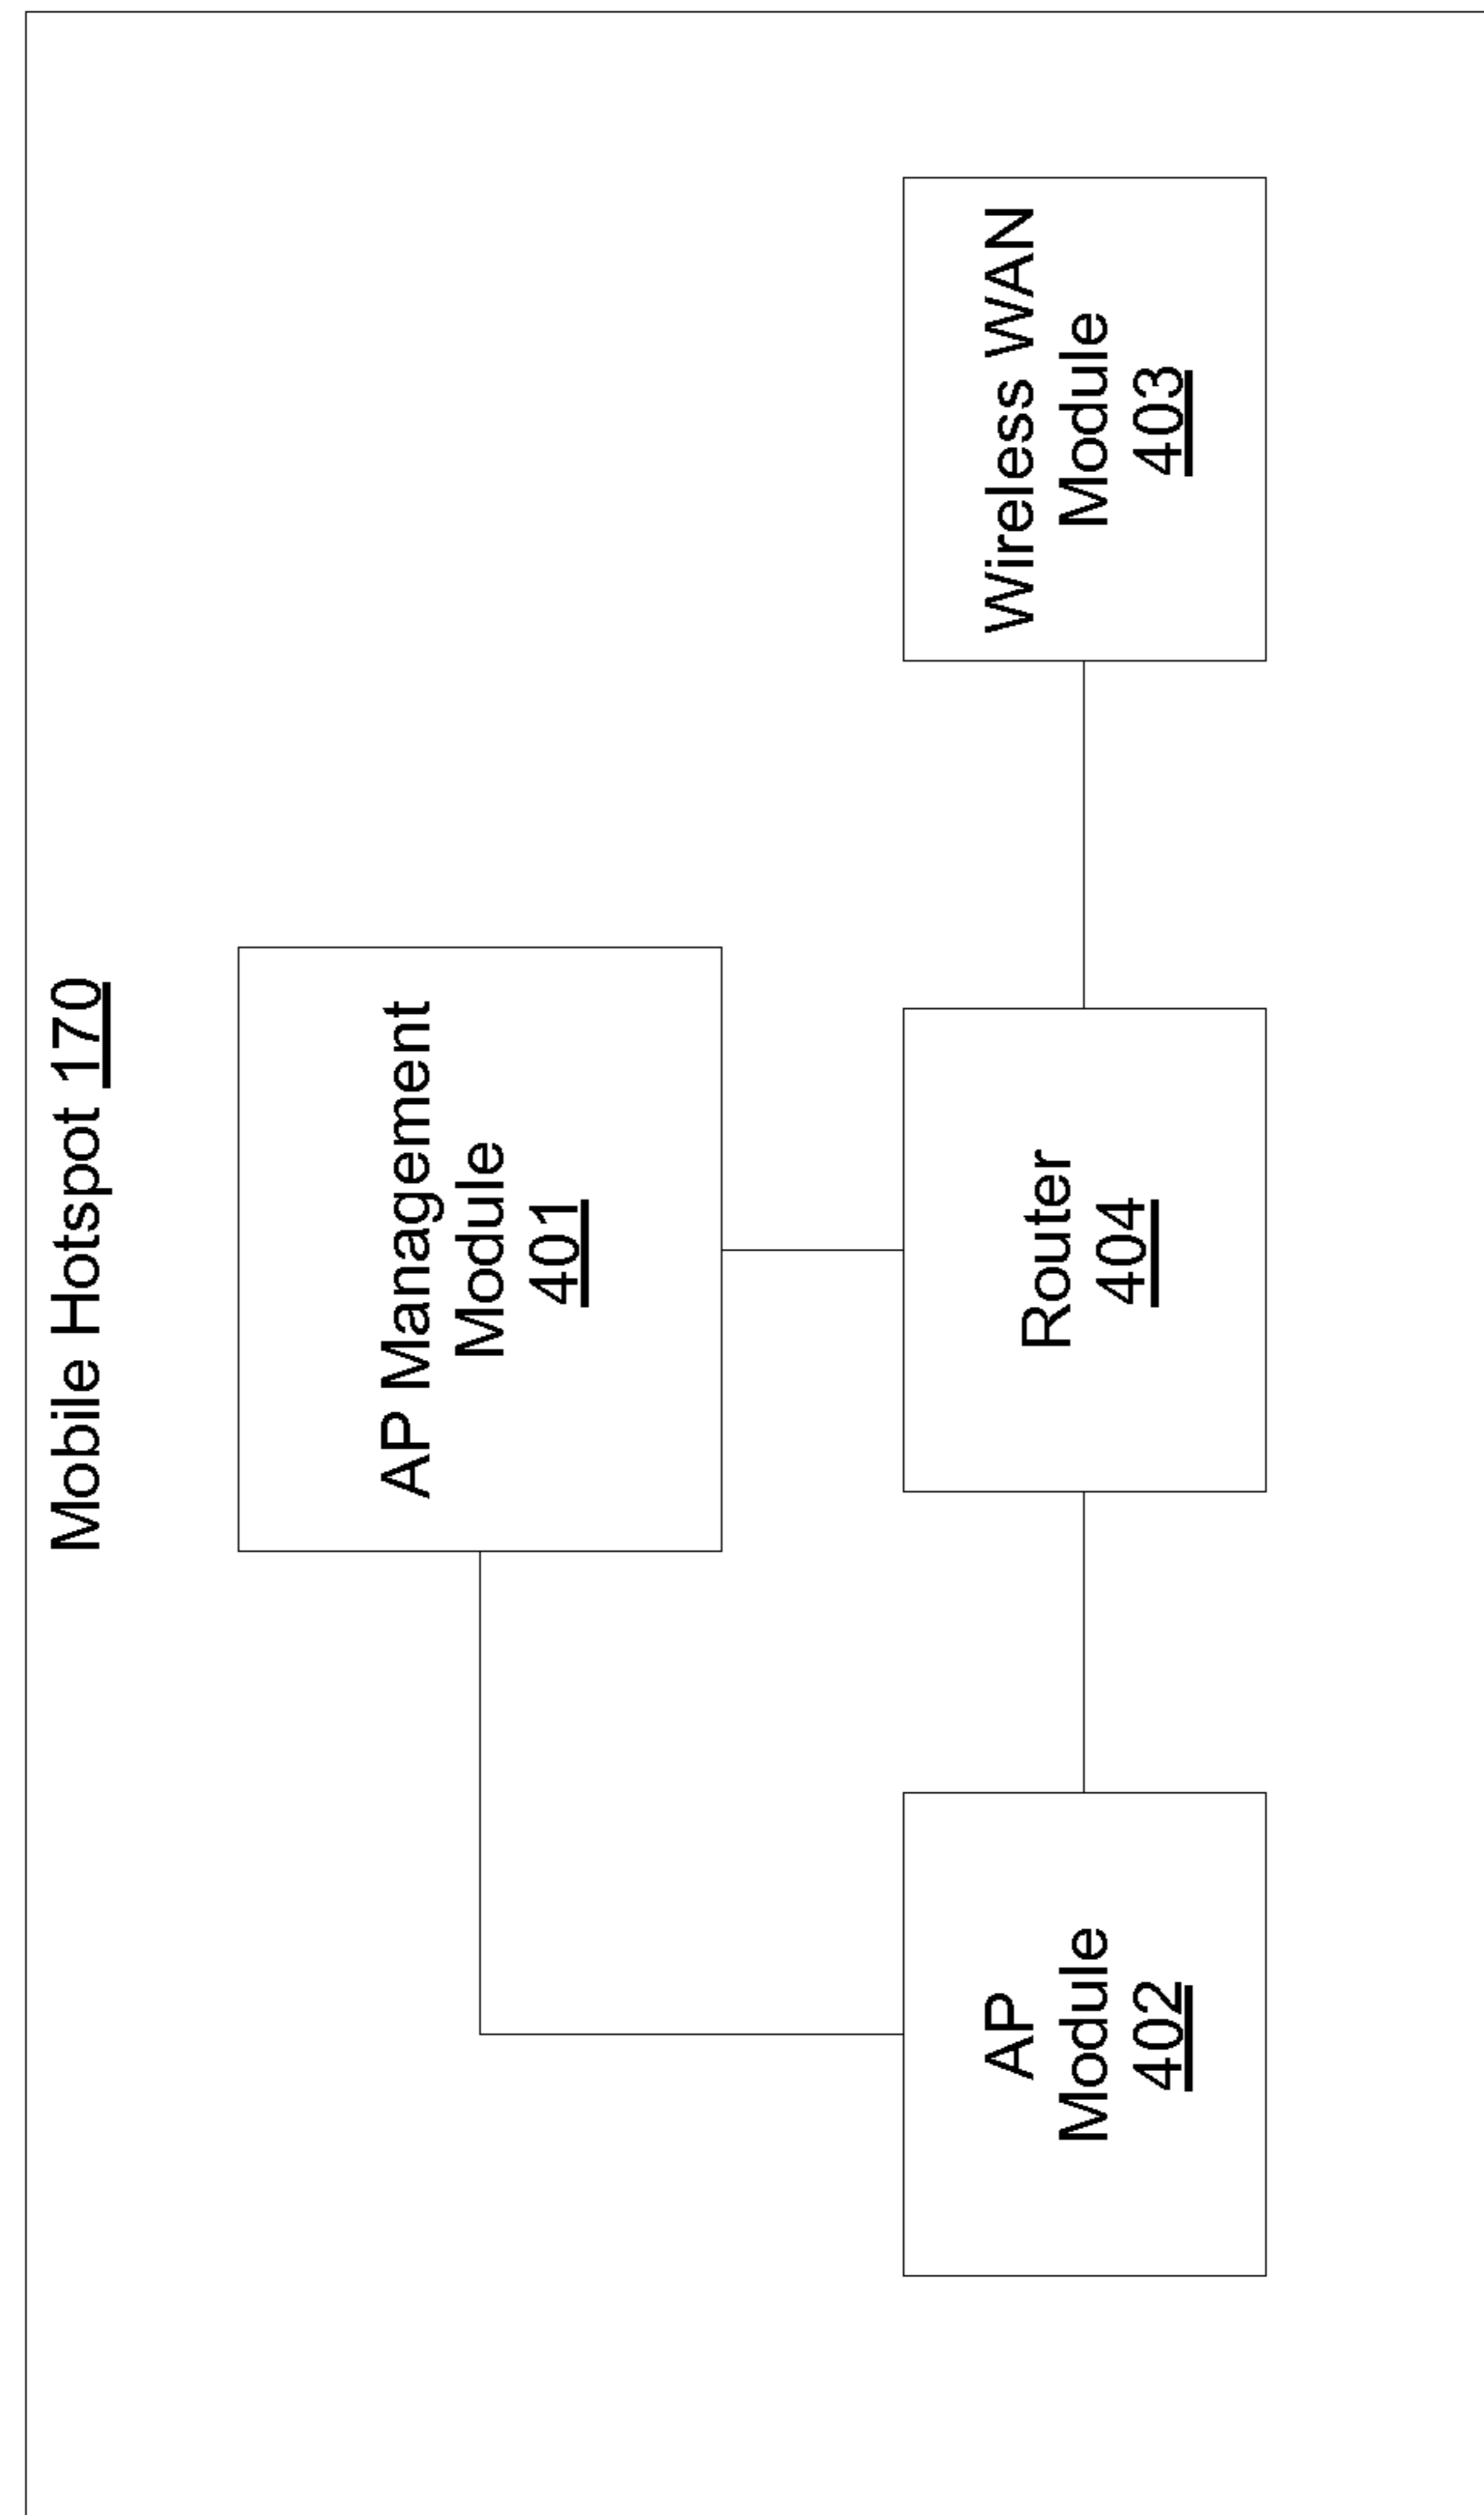 Mobile Hotspot 170
AP Management
Module
401
AP
Module
402
Router
404
Wireless WAN
Module
403